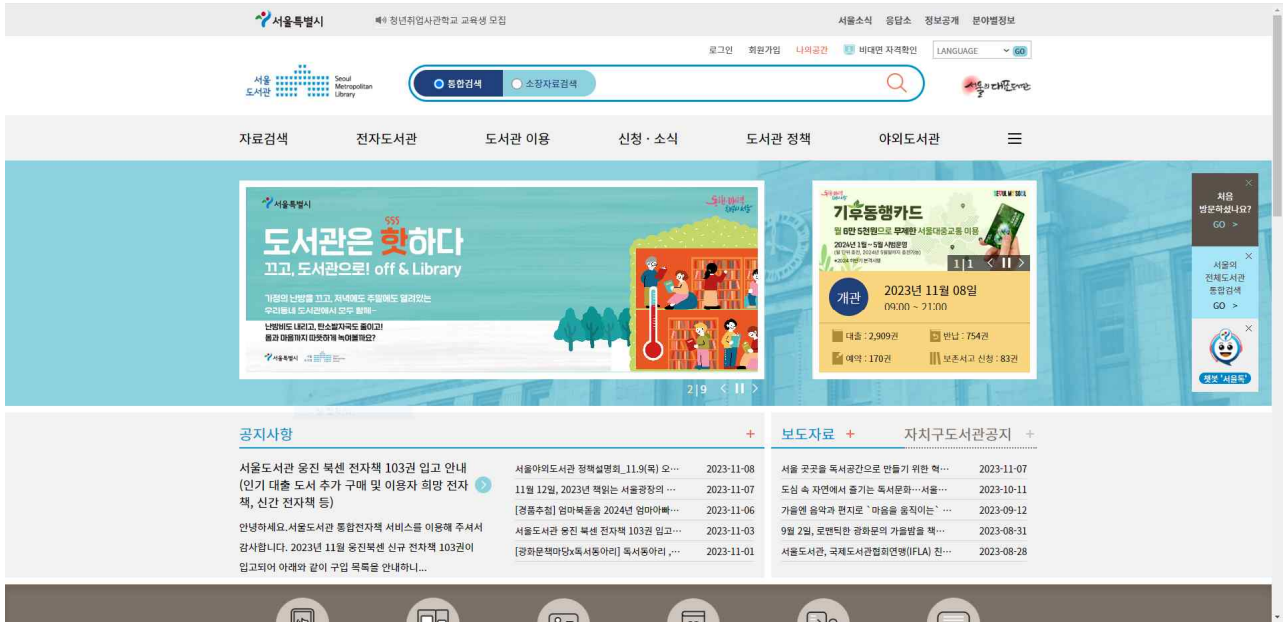 서울특별시
청년취업사관학교 교육생 모집
서울소식 응답소 정보공개 분야별정보
로그인 회원가입 나의공간 비대면 자격확인 LANGUAGE GO
서울
도서관
Seoul
Metropolitan
Library
통합검색 소장자료검색
자료검색 전자도서관 도서관 이용 신청 · 소식 도서관 정책 야외도서관
서울특별시
도서관은 핫하다
끄고, 도서관으로! off & Library
가정의 난방을 끄고, 저녁에도 주말에도 열려있는
우리동네 도서관에서 모두 함께~
난방비도 내리고, 탄소발자국도 줄이고!
몸과 마음까지 따뜻하게 녹여볼까요?
서울특별시
2|9
SEOUL MY SOUL
기후동행카드
월 6만 5천원으로 무제한 서울대중교통 이용
2024년 1월~5월 시범운영
1|1
개관
2023년 11월 08일
09:00 ~ 21:00
대출 : 2,909권 반납 : 754권
예약 : 170권 보존서고 신청 : 83권
처음
방문하셨나요?
GO >
서울의
전체도서관
통합검색
GO >
챗봇 '서울톡'
공지사항 +
서울도서관 웅진 북센 전자책 103권 입고 안내
(인기 대출 도서 추가 구매 및 이용자 희망 전자
책, 신간 전자책 등)
안녕하세요.서울도서관 통합전자책 서비스를 이용해 주셔서
감사합니다. 2023년 11월 웅진북센 신규 전차책 103권이
입고되어 아래와 같이 구입 목록을 안내하니...
서울야외도서관 정책설명회_11.9(목) 오… 2023-11-08
11월 12일, 2023년 책읽는 서울광장의 … 2023-11-07
[경품추첨] 엄마북돋움 2024년 엄마아빠… 2023-11-06
서울도서관 웅진 북센 전자책 103권 입고… 2023-11-03
[광화문책마당x독서동아리] 독서동아리 ,… 2023-11-01
보도자료 + 자치구도서관공지 +
서울 곳곳을 독서공간으로 만들기 위한 혁… 2023-11-07
도심 속 자연에서 즐기는 독서문화…서울… 2023-10-11
가을엔 음악과 편지로 `마음을 움직이는` … 2023-09-12
9월 2일, 로맨틱한 광화문의 가을밤을 책… 2023-08-31
서울도서관, 국제도서관협회연맹(IFLA) 친… 2023-08-28